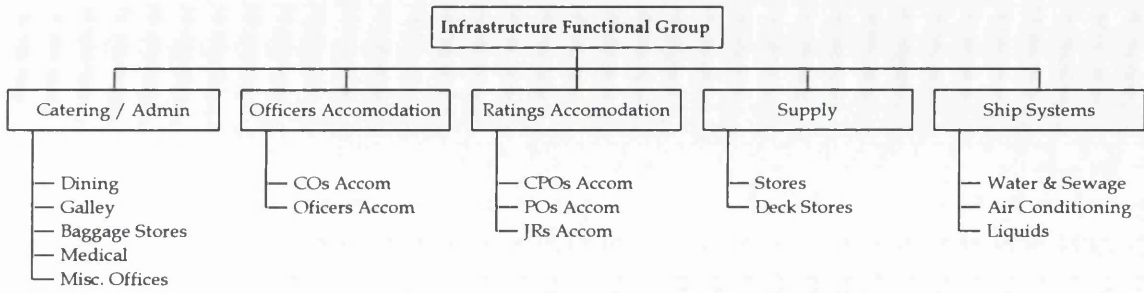 Infrastructure Functional Group
Catering / Admin
Officers Accomodation
Ratings Accomodation
Supply
Ship Systems
Dining
Galley
Baggage Stores
Medical
Misc. Offices
COs Accom
Oficers Accom
CPOs Accom
POs Accom
JRs Accom
Stores
Deck Stores
Water & Sewage
Air Conditioning
Liquids